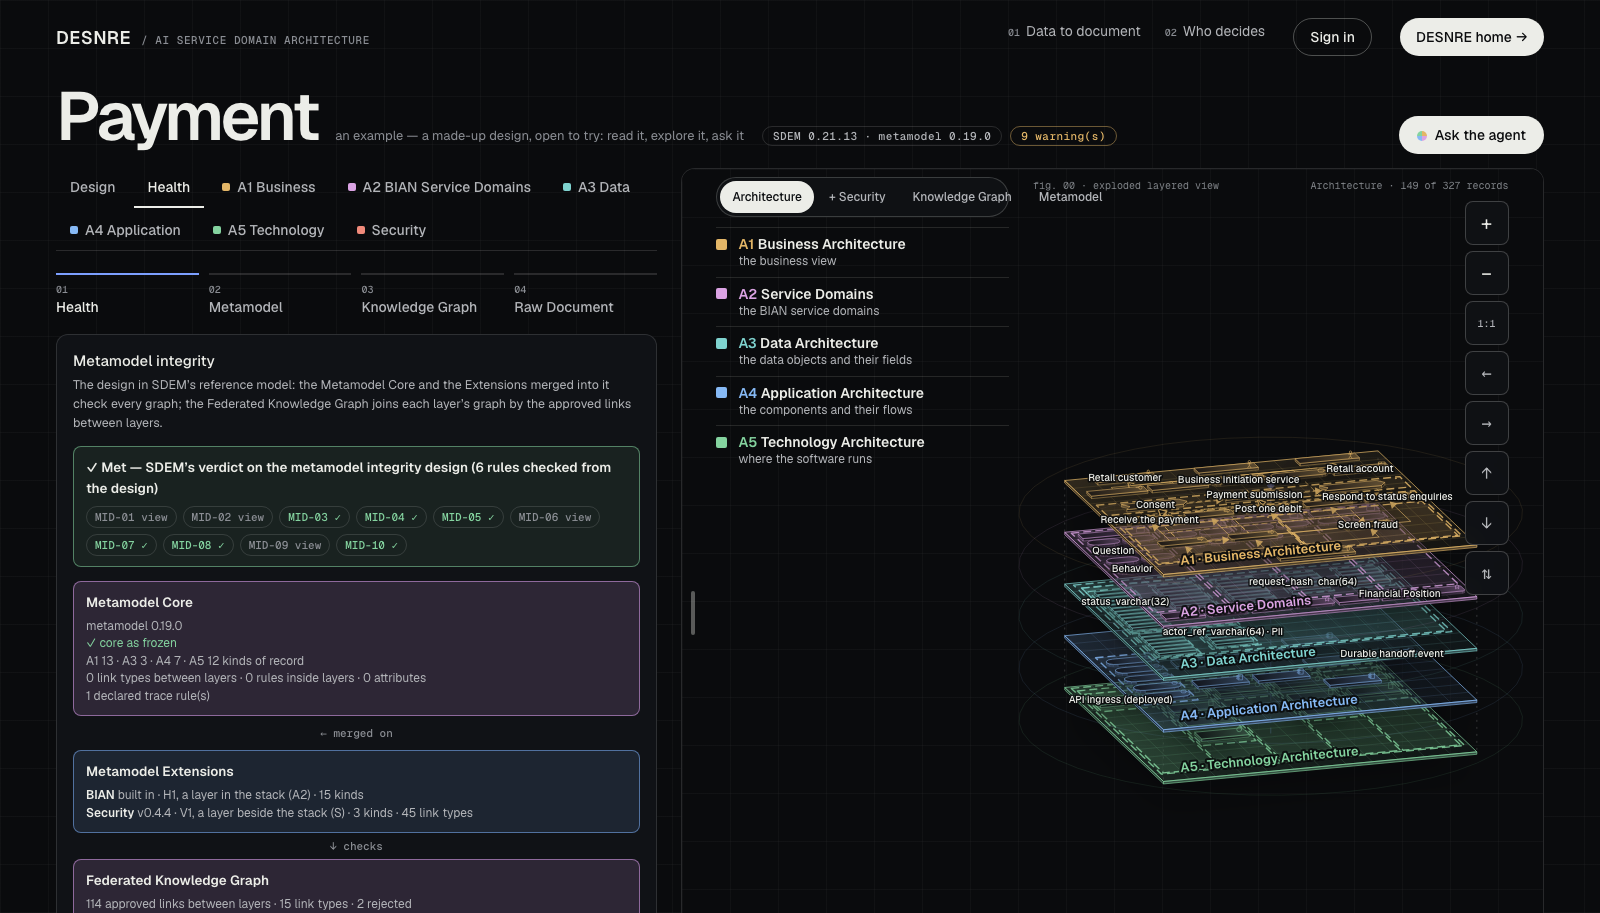 DESNRE / AI SERVICE DOMAIN ARCHITECTURE
01 Data to document
02 Who decides
Sign in
DESNRE home →
Payment
an example — a made-up design, open to try: read it, explore it, ask it
SDEM 0.21.13 · metamodel 0.19.0
9 warning(s)
Ask the agent
Design
Health
A1 Business
A2 BIAN Service Domains
A3 Data
A4 Application
A5 Technology
Security
01
Health
02
Metamodel
03
Knowledge Graph
04
Raw Document
Metamodel integrity
The design in SDEM's reference model: the Metamodel Core and the Extensions merged into it
check every graph; the Federated Knowledge Graph joins each layer's graph by the approved links
between layers.
✓ Met — SDEM's verdict on the metamodel integrity design (6 rules checked from
the design)
MID-01 view
MID-02 view
MID-03 ✓
MID-04 ✓
MID-05 ✓
MID-06 view
MID-07 ✓
MID-08 ✓
MID-09 view
MID-10 ✓
Metamodel Core
metamodel 0.19.0
✓ core as frozen
A1 13 · A3 3 · A4 7 · A5 12 kinds of record
0 link types between layers · 0 rules inside layers · 0 attributes
1 declared trace rule(s)
← merged on
Metamodel Extensions
BIAN built in · H1, a layer in the stack (A2) · 15 kinds
Security v0.4.4 · V1, a layer beside the stack (S) · 3 kinds · 45 link types
↓ checks
Federated Knowledge Graph
114 approved links between layers · 15 link types · 2 rejected
Architecture
+ Security
Knowledge Graph
Metamodel
fig. 00 · exploded layered view
Architecture · 149 of 327 records
A1 Business Architecture
the business view
A2 Service Domains
the BIAN service domains
A3 Data Architecture
the data objects and their fields
A4 Application Architecture
the components and their flows
A5 Technology Architecture
where the software runs
+
−
1:1
←
→
↑
↓
⇅
Retail customer
Business initiation service
Retail account
Payment submission
Respond to status enquiries
Consent
Post one debit
Receive the payment
Screen fraud
A1 · Business Architecture
Question
Behavior
request_hash char(64)
Financial Position
status varchar(32)
A2 · Service Domains
actor_ref varchar(64) · PII
A3 · Data Architecture
Durable handoff event
API ingress (deployed)
A4 · Application Architecture
A5 · Technology Architecture